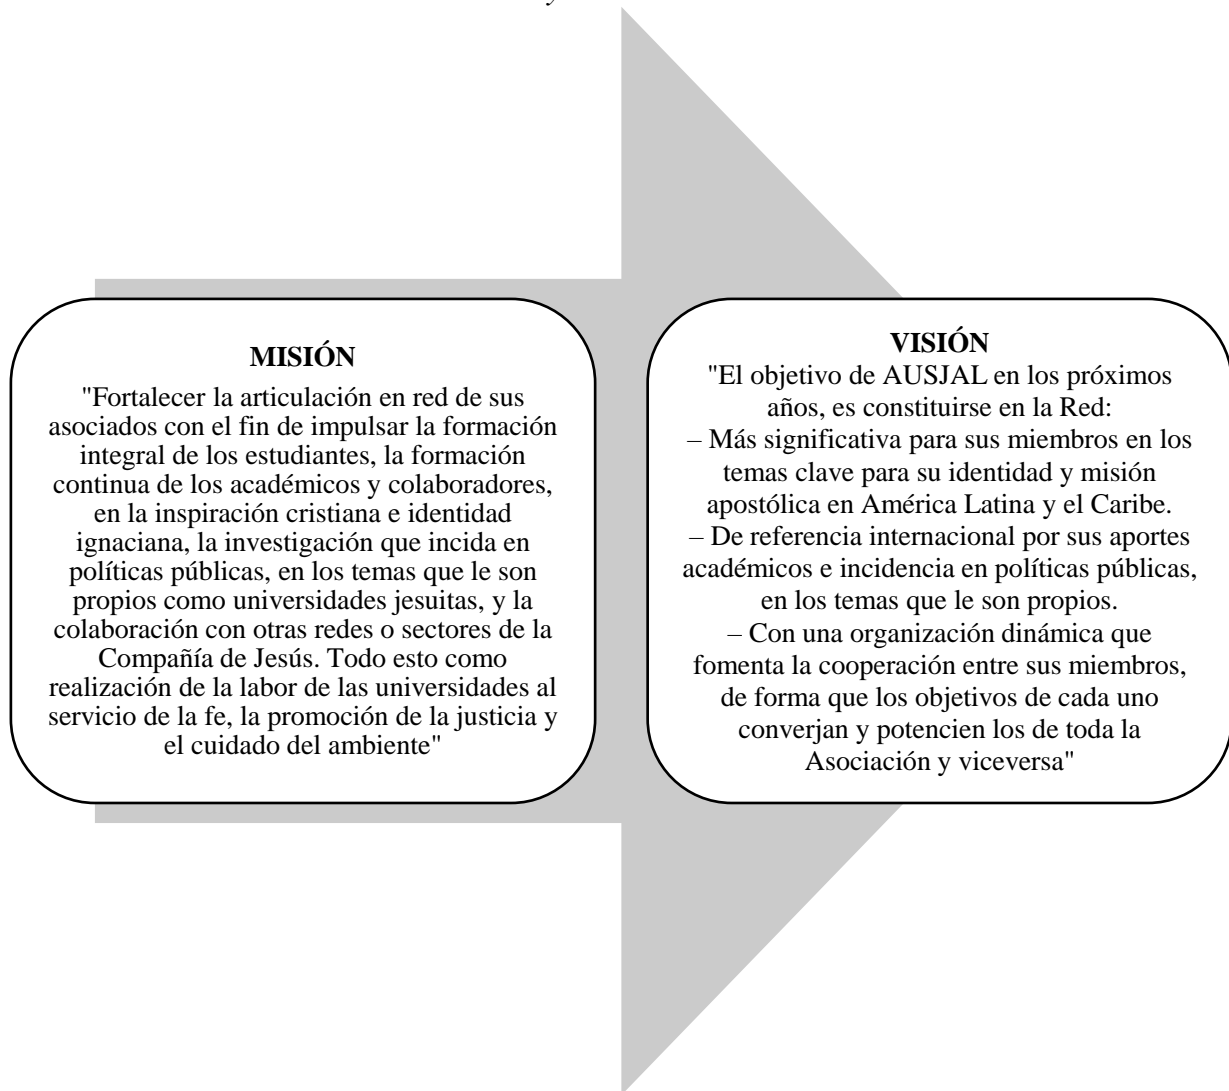 y
MISIÓN
"Fortalecer la articulación en red de sus
asociados con el fin de impulsar la formación
integral de los estudiantes, la formación
continua de los académicos y colaboradores,
en la inspiración cristiana e identidad
ignaciana, la investigación que incida en
políticas públicas, en los temas que le son
propios como universidades jesuitas, y la
colaboración con otras redes o sectores de la
Compañía de Jesús. Todo esto como
realización de la labor de las universidades al
servicio de la fe, la promoción de la justicia y
el cuidado del ambiente"
VISIÓN
"El objetivo de AUSJAL en los próximos
años, es constituirse en la Red:
– Más significativa para sus miembros en los
temas clave para su identidad y misión
apostólica en América Latina y el Caribe.
– De referencia internacional por sus aportes
académicos e incidencia en políticas públicas,
en los temas que le son propios.
– Con una organización dinámica que
fomenta la cooperación entre sus miembros,
de forma que los objetivos de cada uno
converjan y potencien los de toda la
Asociación y viceversa"